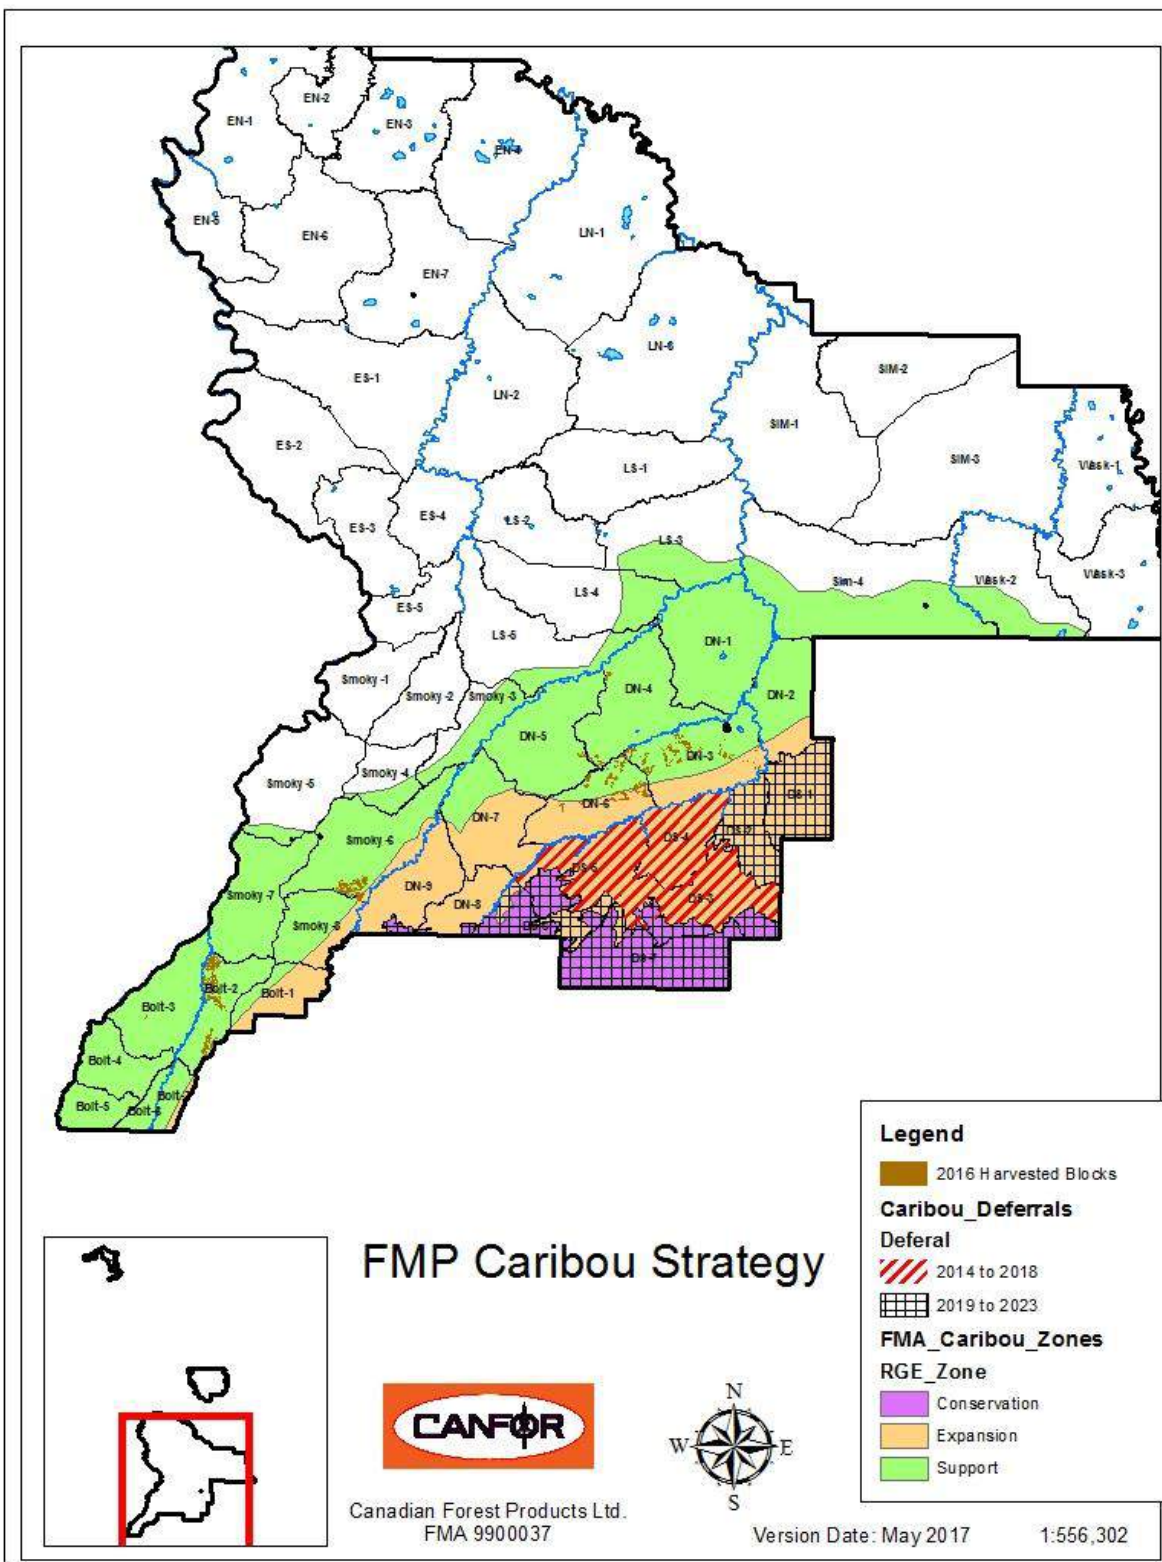 EN-1
EN-2
EN-3
EN-4
EN-5
EN-6
EN-7
LN-1
LN-6
LN-2
ES-1
ES-2
ES-3
ES-4
ES-5
SIM-1
SIM-2
SIM-3
Sim-4
Wask-1
Wask-2
Wask-3
LS-1
LS-2
LS-3
LS-4
LS-5
DN-1
DN-2
DN-3
DN-4
DN-5
DN-6
DN-7
DN-8
DN-9
Smoky -1
Smoky -2
Smoky -3
Smoky -4
Smoky -5
Smoky -6
Smoky -7
Smoky -8
DS-1
DS-2
DS-3
DS-4
DS-7
Bolt-1
Bolt-2
Bolt-3
Bolt-4
Bolt-5
Bolt-6
Legend
2016 Harvested Blocks
Caribou_Deferrals
Deferal
2014 to 2018
2019 to 2023
FMA_Caribou_Zones
RGE_Zone
Conservation
Expansion
Support
FMP Caribou Strategy
CANFOR
N
W E
S
Canadian Forest Products Ltd.
FMA 9900037
Version Date: May 2017 1:556,302